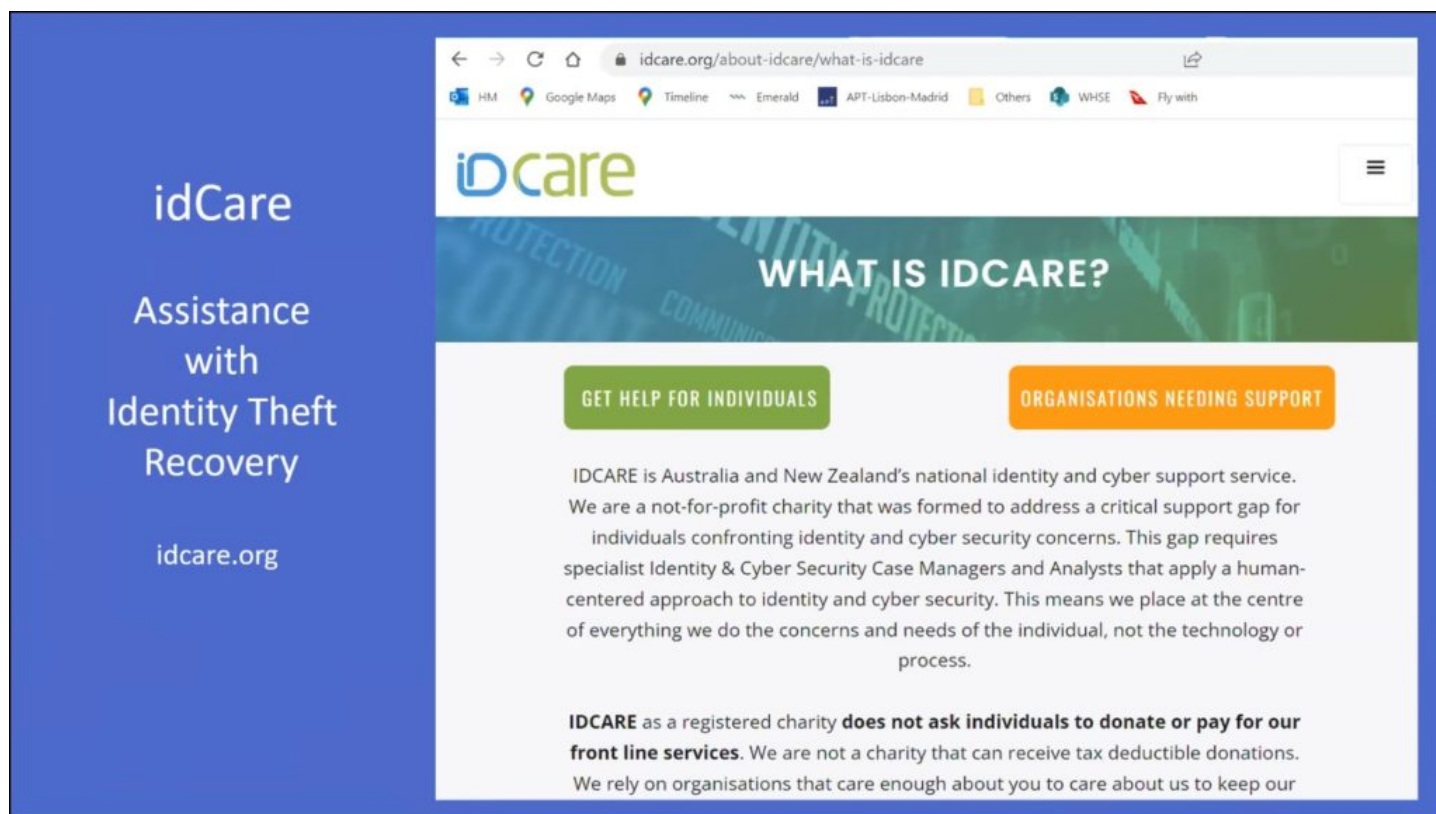 idCare
Assistance
with
Identity Theft
Recovery
idcare.org
idcare.org/about-idcare/what-is-idcare
HM Google Maps Timeline Emerald APT-Lisbon-Madrid Others WHSE Fly with
idcare
WHAT IS IDCARE?
GET HELP FOR INDIVIDUALS
ORGANISATIONS NEEDING SUPPORT
IDCARE is Australia and New Zealand’s national identity and cyber support service.
We are a not-for-profit charity that was formed to address a critical support gap for
individuals confronting identity and cyber security concerns. This gap requires
specialist Identity & Cyber Security Case Managers and Analysts that apply a human-
centered approach to identity and cyber security. This means we place at the centre
of everything we do the concerns and needs of the individual, not the technology or
process.
IDCARE as a registered charity does not ask individuals to donate or pay for our
front line services. We are not a charity that can receive tax deductible donations.
We rely on organisations that care enough about you to care about us to keep our